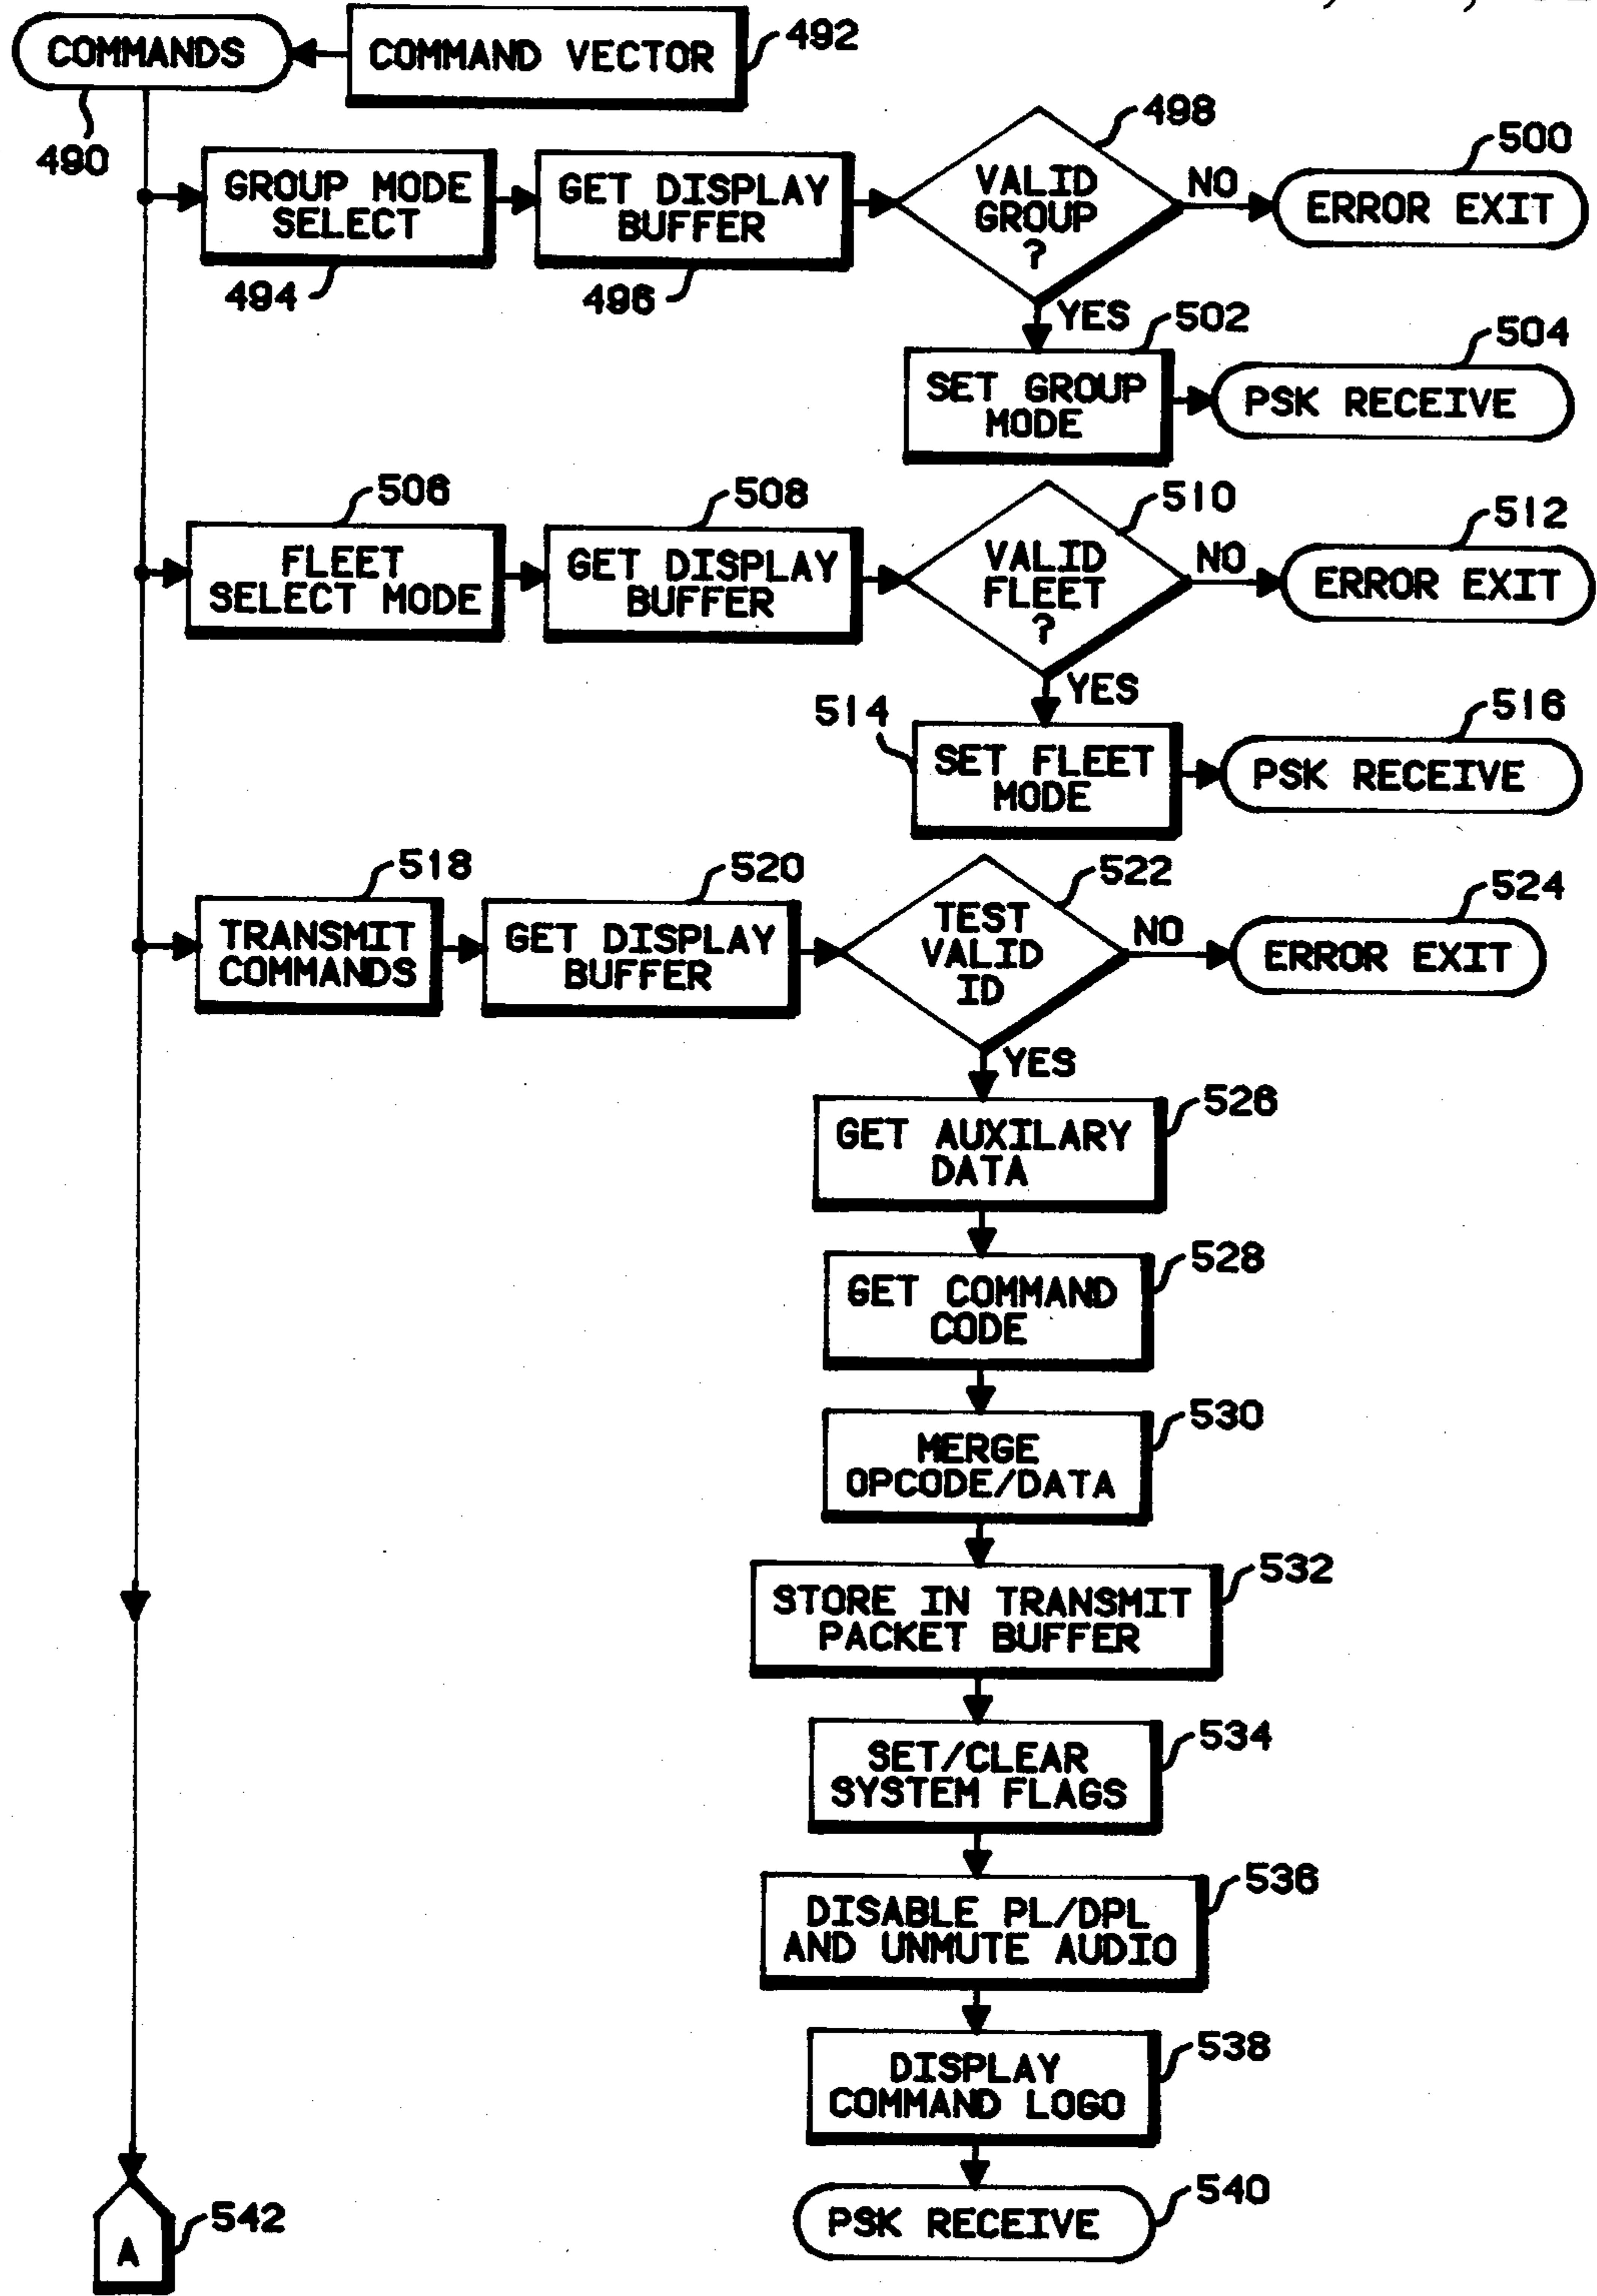 COMMANDS
COMMAND VECTOR
492
490
GROUP MODE
SELECT
494
GET DISPLAY
BUFFER
496
VALID
GROUP
?
498
NO
ERROR EXIT
500
YES
SET GROUP
MODE
502
PSK RECEIVE
504
FLEET
SELECT MODE
506
GET DISPLAY
BUFFER
508
VALID
FLEET
?
510
NO
ERROR EXIT
512
YES
514
SET FLEET
MODE
PSK RECEIVE
516
TRANSMIT
COMMANDS
518
GET DISPLAY
BUFFER
520
TEST
VALID
ID
522
NO
ERROR EXIT
524
YES
GET AUXILARY
DATA
526
GET COMMAND
CODE
528
MERGE
OPCODE/DATA
530
STORE IN TRANSMIT
PACKET BUFFER
532
SET/CLEAR
SYSTEM FLAGS
534
DISABLE PL/DPL
AND UNMUTE AUDIO
536
DISPLAY
COMMAND LOGO
538
PSK RECEIVE
540
A
542